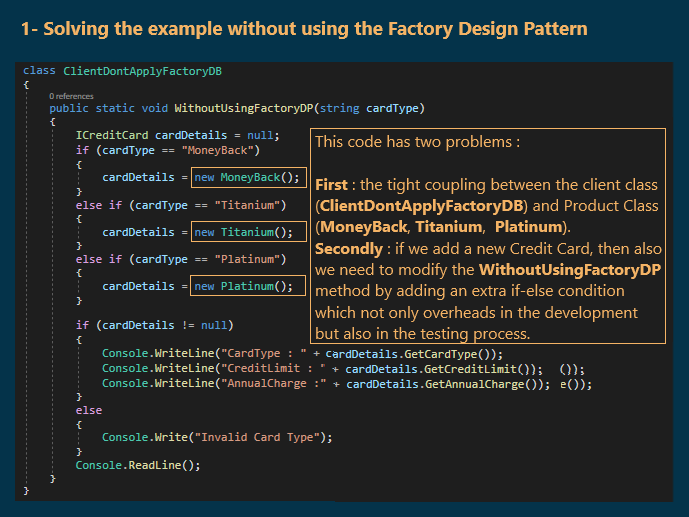 1- Solving the example without using the Factory Design Pattern
class ClientDontApplyFactoryDB
{
0 references
public static void WithoutUsingFactoryDP(string cardType)
{
ICreditCard cardDetails = null;
if (cardType == "MoneyBack")
{
cardDetails = new MoneyBack();
}
else if (cardType == "Titanium")
{
cardDetails = new Titanium();
}
else if (cardType == "Platinum")
{
cardDetails = new Platinum();
}
if (cardDetails != null)
{
Console.WriteLine("CardType : " + cardDetails.GetCardType());
Console.WriteLine("CreditLimit : " + cardDetails.GetCreditLimit()); ());
Console.WriteLine("AnnualCharge :" + cardDetails.GetAnnualCharge()); e());
}
else
{
Console.Write("Invalid Card Type");
}
Console.ReadLine();
}
}
This code has two problems :
First : the tight coupling between the client class
(ClientDontApplyFactoryDB) and Product Class
(MoneyBack, Titanium, Platinum).
Secondly : if we add a new Credit Card, then also
we need to modify the WithoutUsingFactoryDP
method by adding an extra if-else condition
which not only overheads in the development
but also in the testing process.